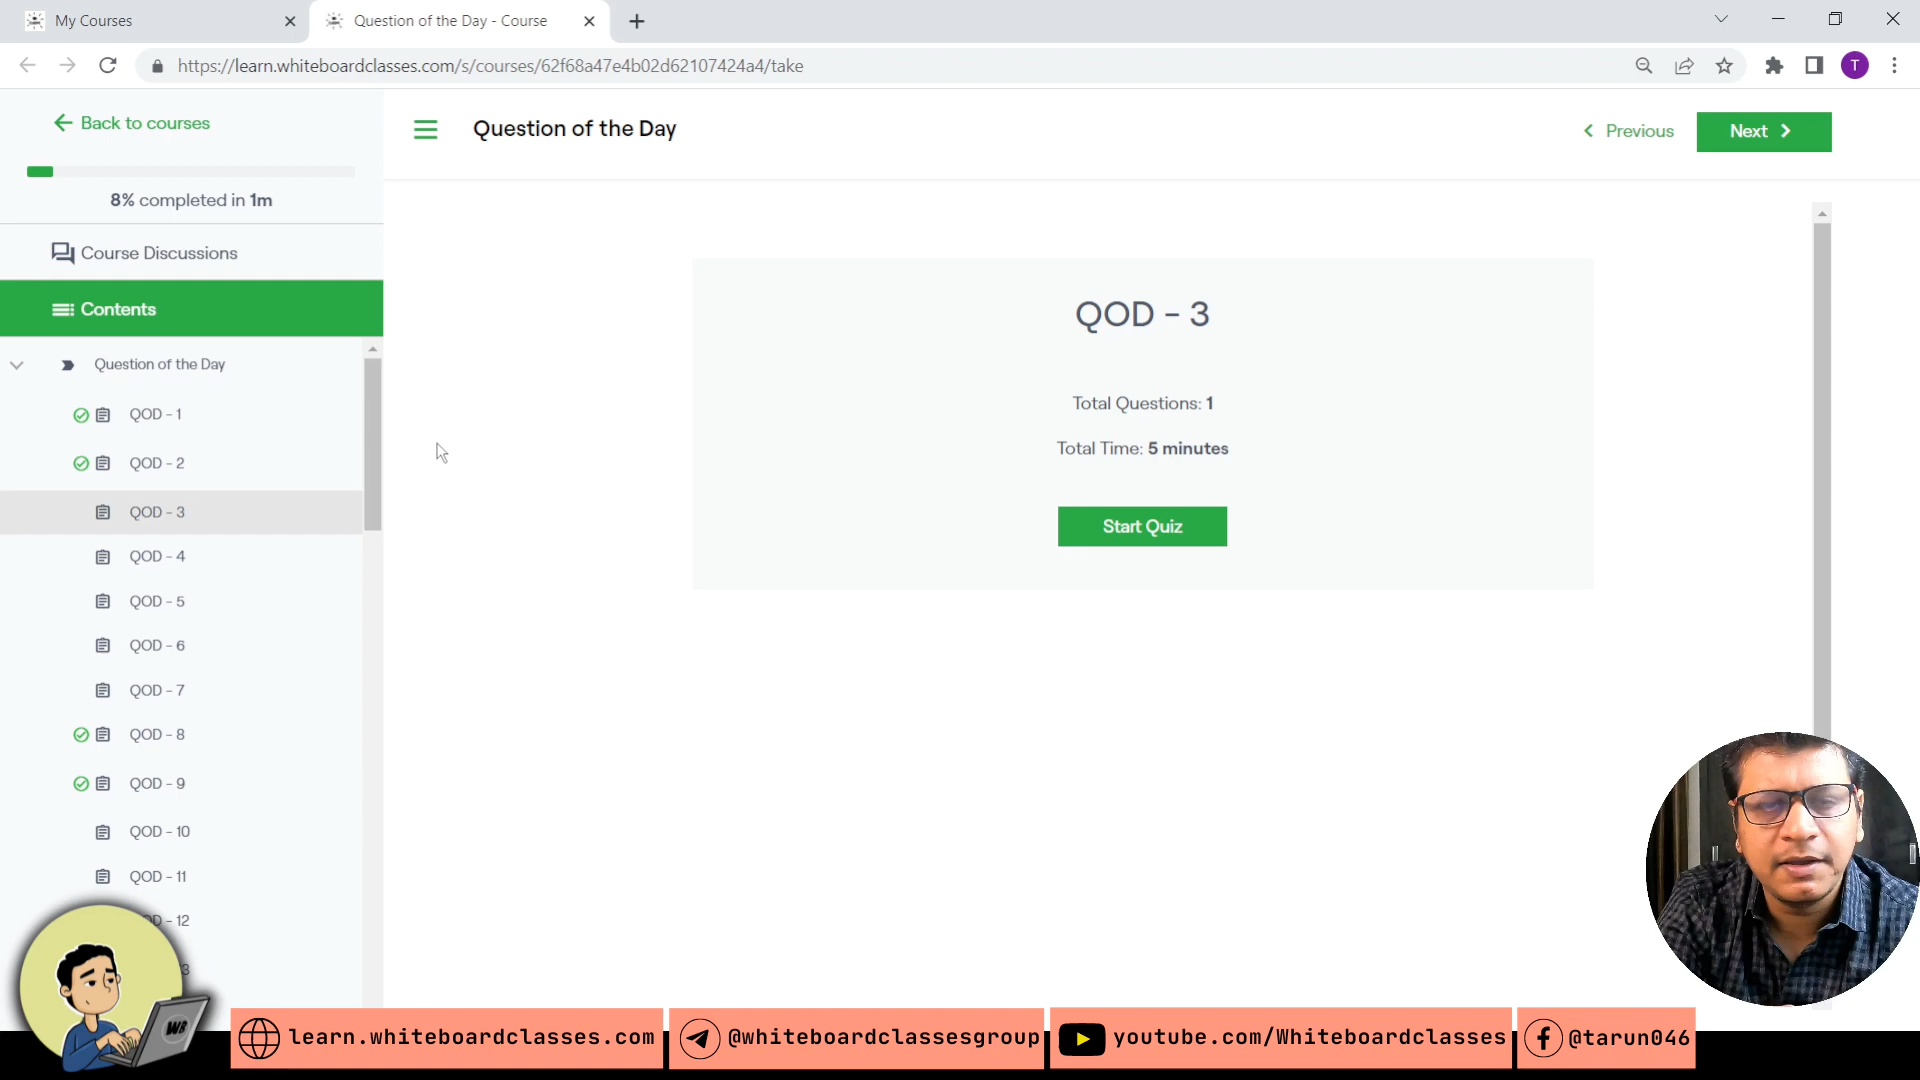 My Courses
Question of the Day - Course
https://learn.whiteboardclasses.com/s/courses/62f68a47e4b02d62107424a4/take
T
Back to courses
8% completed in 1m
Course Discussions
Contents
Question of the Day
QOD - 1
QOD - 2
QOD - 3
QOD - 4
QOD - 5
QOD - 6
QOD - 7
QOD - 8
QOD - 9
QOD - 10
QOD - 11
D - 12
3
Question of the Day
Previous
Next
QOD - 3
Total Questions: 1
Total Time: 5 minutes
Start Quiz
WB
learn.whiteboardclasses.com
@whiteboardclassesgroup
youtube.com/Whiteboardclasses
@tarun046